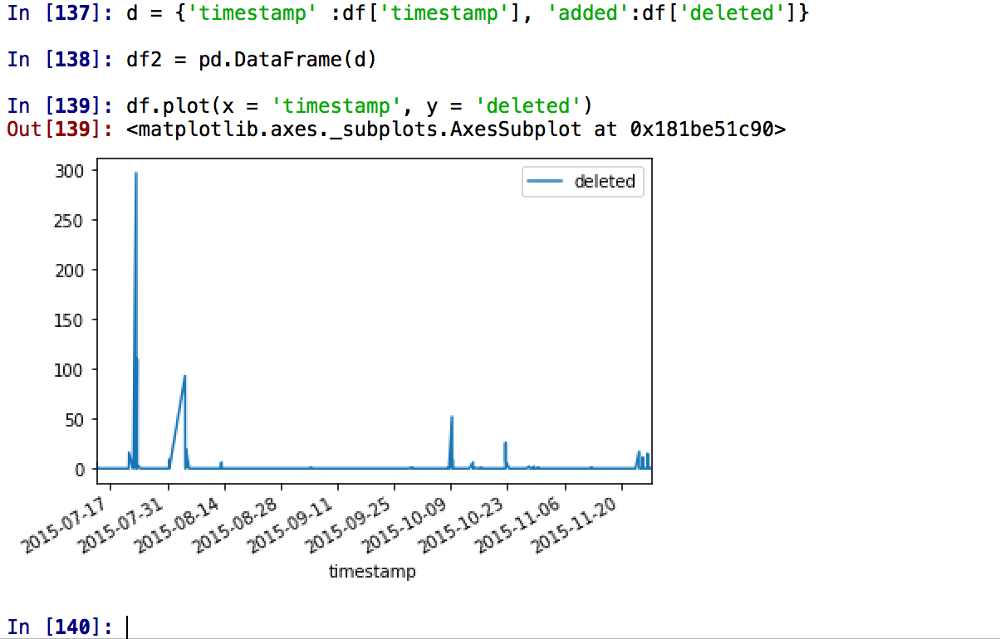 In [137]: d = {'timestamp' :df['timestamp'], 'added':df['deleted']}
In [138]: df2 = pd.DataFrame(d)
In [139]: df.plot(x = 'timestamp', y = 'deleted')
Out[139]: <matplotlib.axes._subplots.AxesSubplot at 0x181be51c90>
deleted
300
250
200
150
100
50
0
2015-07-17
2015-07-31
2015-08-14
2015-08-28
2015-09-11
2015-09-25
2015-10-09
2015-10-23
2015-11-06
2015-11-20
timestamp
In [140]: